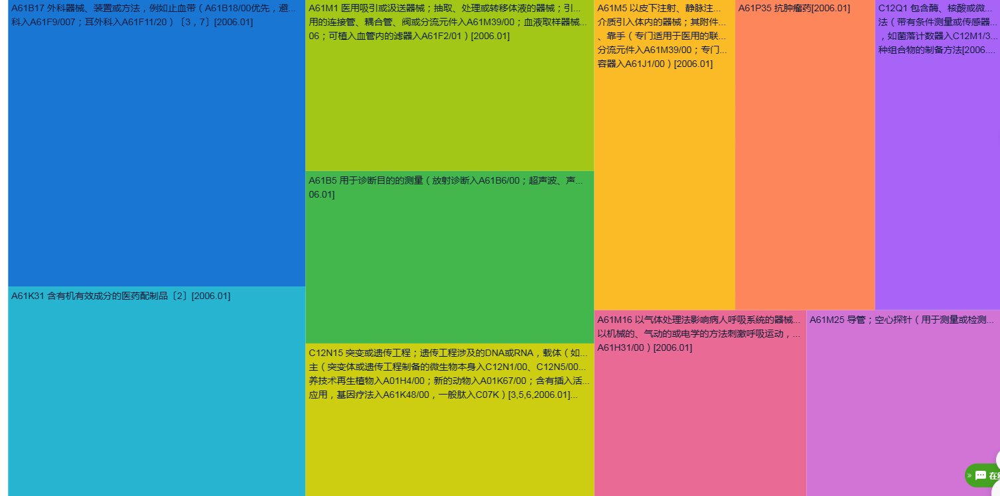 A61B17 外科器械、装置或方法，例如止血带（A61B18/00优先，避...
科入A61F9/007；耳外科入A61F11/20）〔3，7〕[2006.01]
A61K31 含有机有效成分的医药配制品〔2〕[2006.01]
A61M1 医用吸引或汲送器械；抽取、处理或转移体液的器械；引...
用的连接管、耦合管、阀或分流元件入A61M39/00；血液取样器械...
06；可植入血管内的滤器入A61F2/01）[2006.01]
A61B5 用于诊断目的的测量（放射诊断入A61B6/00；超声波、声...
06.01]
C12N15 突变或遗传工程；遗传工程涉及的DNA或RNA，载体（如...
主（突变体或遗传工程制备的微生物本身入C12N1/00、C12N5/00...
养技术再生植物入A01H4/00；新的动物入A01K67/00；含有插入活...
应用，基因疗法入A61K48/00，一般肽入C07K）[3,5,6,2006.01]...
A61M5 以皮下注射、静脉注...
介质引入体内的器械；其附件...
、靠手（专门适用于医用的联...
分流元件入A61M39/00；专门...
容器入A61J1/00）[2006.01]
A61P35 抗肿瘤药[2006.01]
C12Q1 包含酶、核酸或微...
法（带有条件测量或传感器...
，如菌落计数器入C12M1/3...
种组合物的制备方法[2006....
A61M16 以气体处理法影响病人呼吸系统的器械...
以机械的、气动的或电学的方法刺激呼吸运动，...
A61H31/00）[2006.01]
A61M25 导管；空心探针（用于测量或检测...
» 在